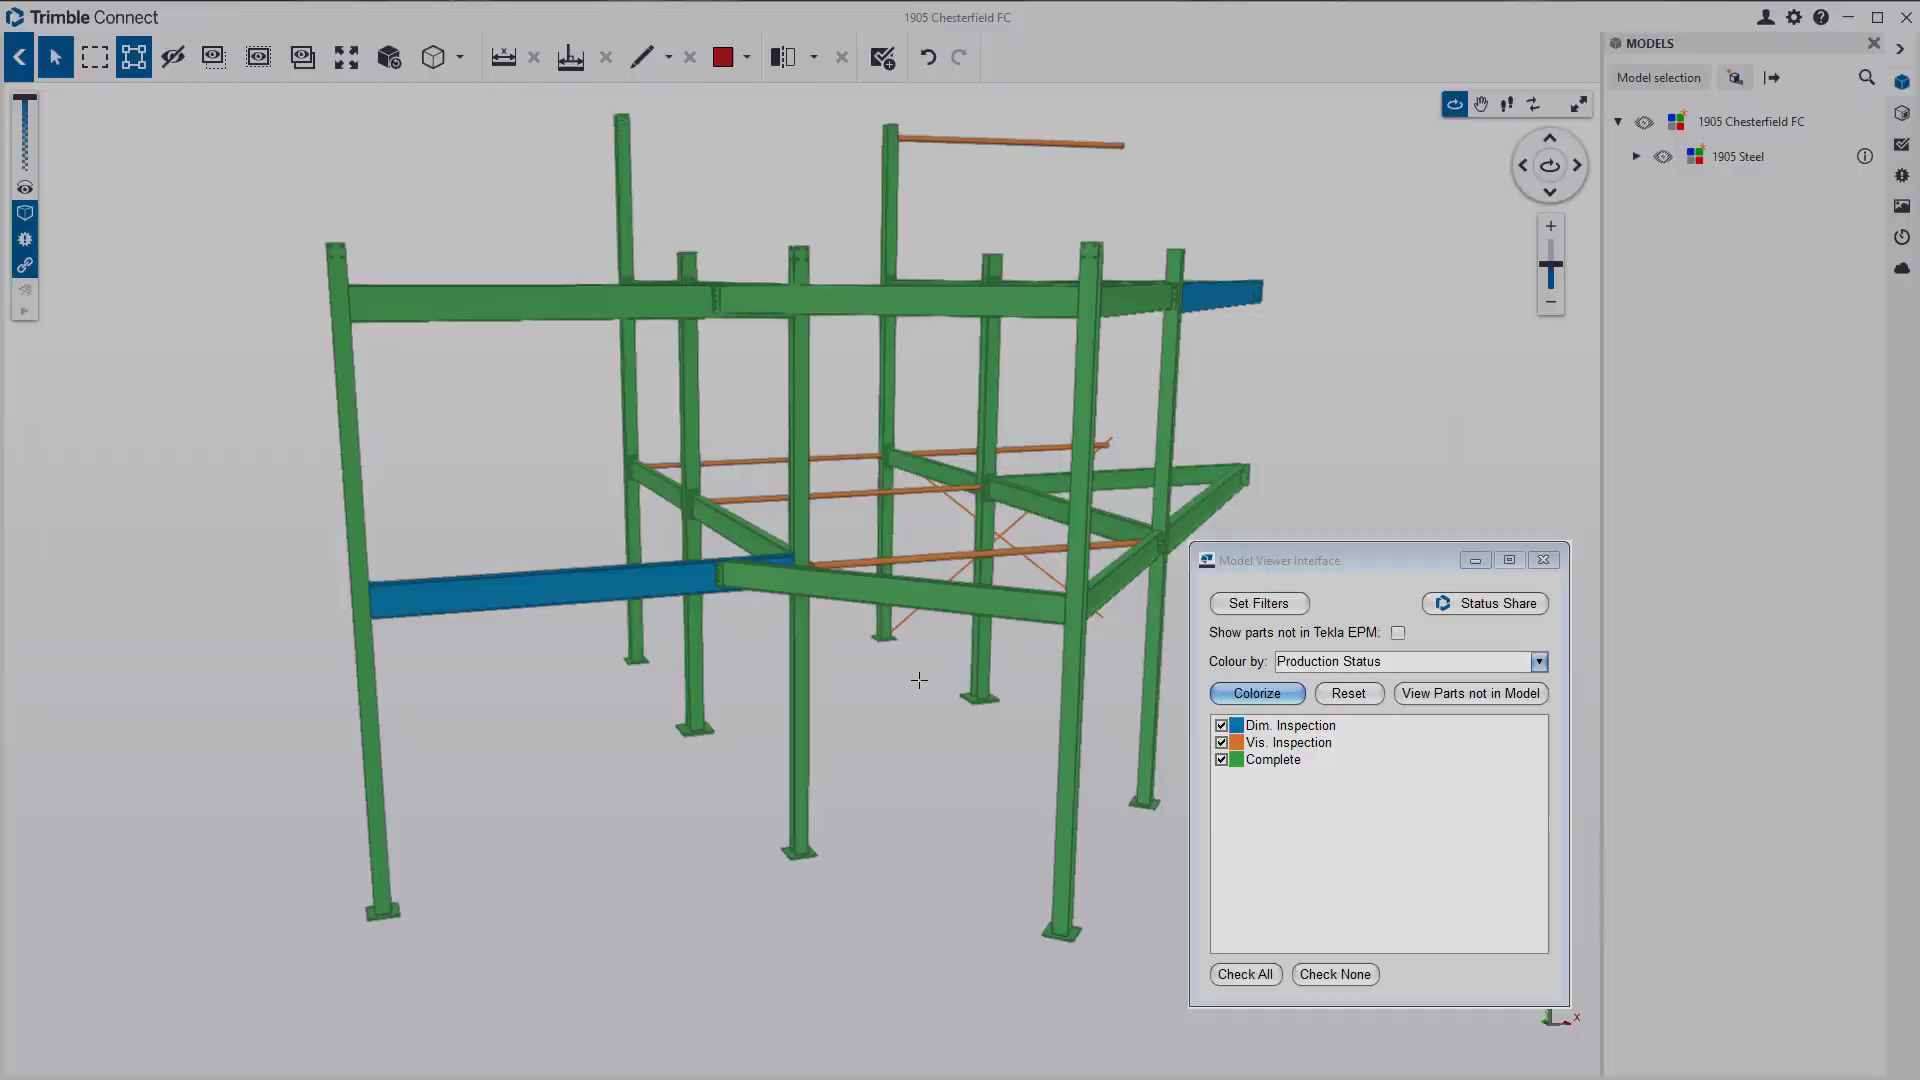 Trimble Connect
1905 Chesterfield FC
MODELS
Model selection
1905 Chesterfield FC
1905 Steel
Model Viewer Interface
Set Filters
Status Share
Show parts not in Tekla EPM:
Colour by: Production Status
Colorize
Reset
View Parts not in Model
Dim. Inspection
Vis. Inspection
Complete
Check All
Check None
x